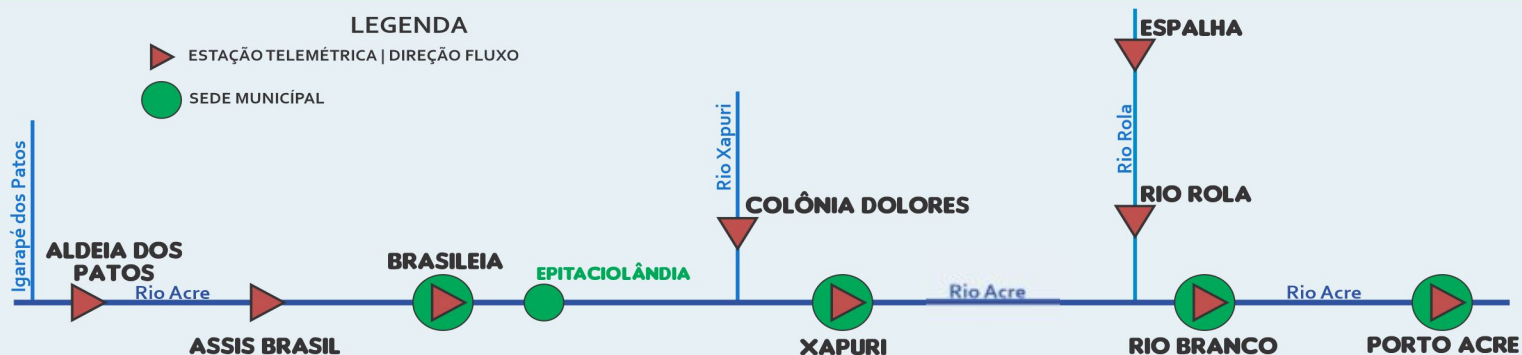 LEGENDA
ESTAÇÃO TELEMÉTRICA | DIREÇÃO FLUXO
SEDE MUNICÍPAL
Igarapé dos Patos
ALDEIA DOS
PATOS
Rio Acre
ASSIS BRASIL
BRASILEIA
EPITACIOLÂNDIA
Rio Xapuri
COLÔNIA DOLORES
XAPURI
Rio Acre
ESPALHA
Rio Rola
RIO ROLA
RIO BRANCO
Rio Acre
PORTO ACRE